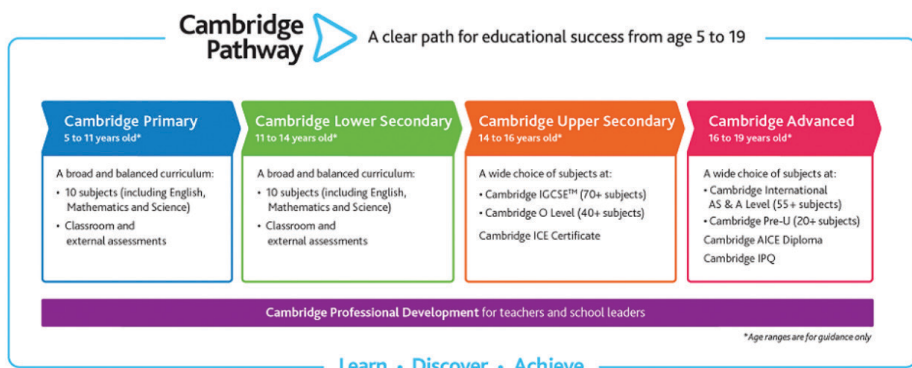 Cambridge
Pathway
A clear path for educational success from age 5 to 19
Cambridge Primary
5 to 11 years old*
A broad and balanced curriculum:
• 10 subjects (including English,
Mathematics and Science)
• Classroom and
external assessments
Cambridge Lower Secondary
11 to 14 years old*
A broad and balanced curriculum:
• 10 subjects (including English,
Mathematics and Science)
• Classroom and
external assessments
Cambridge Upper Secondary
14 to 16 years old*
A wide choice of subjects at:
• Cambridge IGCSE™ (70+ subjects)
• Cambridge O Level (40+ subjects)
Cambridge ICE Certificate
Cambridge Advanced
16 to 19 years old*
A wide choice of subjects at:
• Cambridge International
AS & A Level (55+ subjects)
• Cambridge Pre-U (20+ subjects)
Cambridge AICE Diploma
Cambridge IPQ
Cambridge Professional Development for teachers and school leaders
*Age ranges are for guidance only
Learn • Discover • Achieve